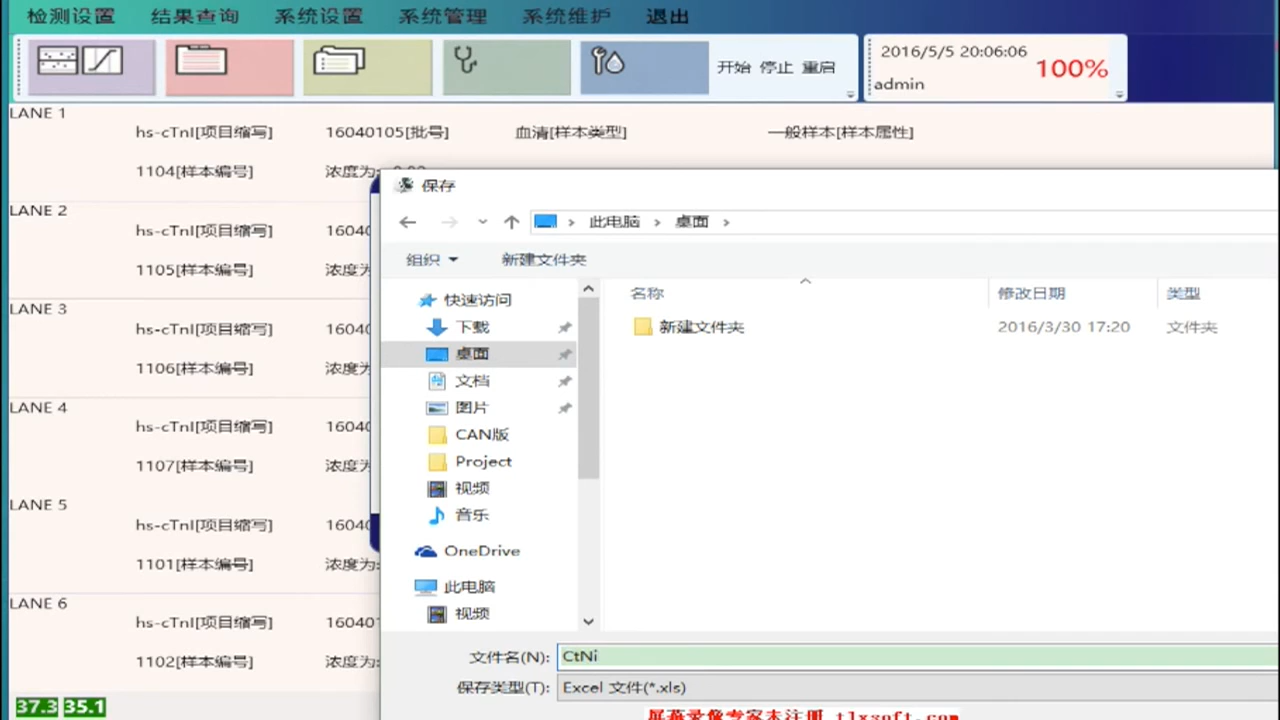 检测设置 结果查询 系统设置 系统管理 系统维护 退出
开始 停止 重启
2016/5/5 20:06:06
100%
admin
LANE 1
hs-cTnI[项目缩写] 16040105[批号] 血清[样本类型] 一般样本[样本属性]
1104[样本编号] 浓度为:
LANE 2
hs-cTnI[项目缩写] 1604
1105[样本编号] 浓度为
LANE 3
hs-cTnI[项目缩写] 1604
1106[样本编号] 浓度为
LANE 4
hs-cTnI[项目缩写] 1604
1107[样本编号] 浓度为
LANE 5
hs-cTnI[项目缩写] 1604
1101[样本编号] 浓度为:
LANE 6
hs-cTnI[项目缩写] 16040
1102[样本编号] 浓度为:
37.3 35.1
保存
此电脑 > 桌面 >
组织 新建文件夹
名称 修改日期 类型
新建文件夹 2016/3/30 17:20 文件夹
快速访问
下载
桌面
文档
图片
CAN版
Project
视频
音乐
OneDrive
此电脑
视频
文件名(N): CtNi
保存类型(T): Excel 文件(*.xls)
屏幕录像专家未注册 tlxsoft.com